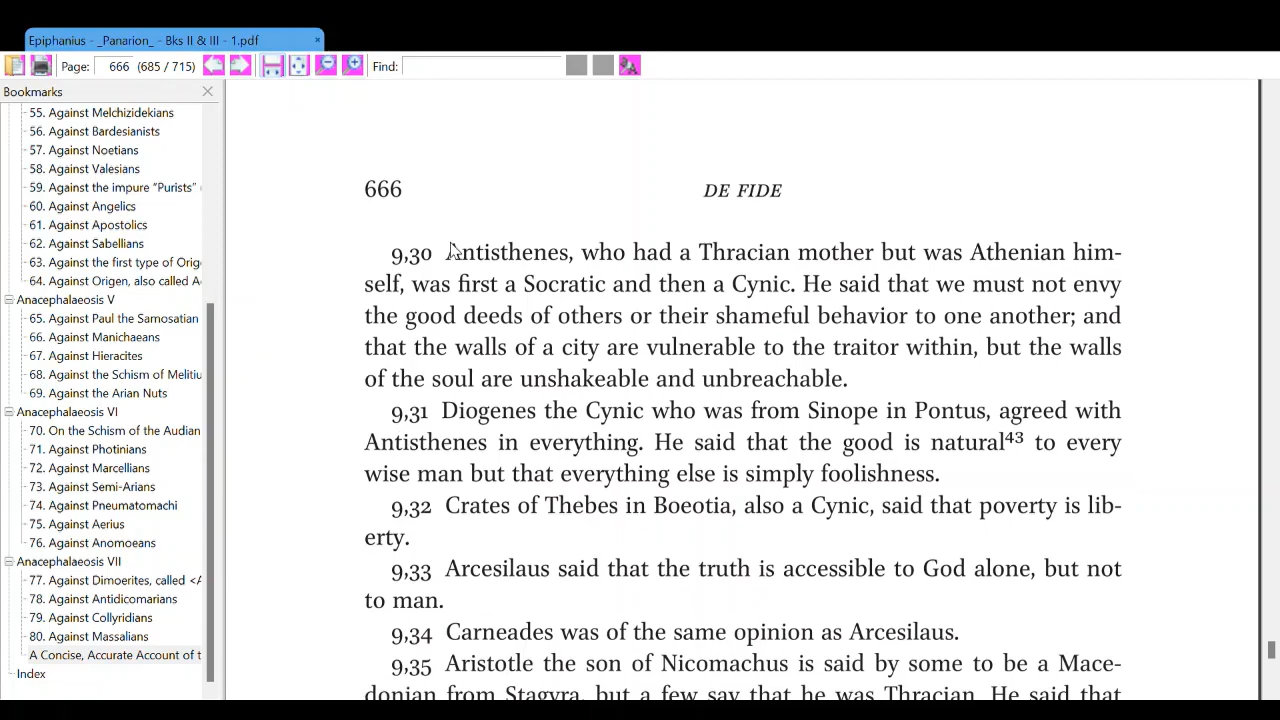 Epiphanius - _Panarion_ - Bks II & III - 1.pdf
Page: 666 (685 / 715) Find:
Bookmarks
55. Against Melchizedekians
56. Against Bardesianists
57. Against Noetians
58. Against Valesians
59. Against the impure "Purists" (
60. Against Angelics
61. Against Apostolics
62. Against Sabellians
63. Against the first type of Orig
64. Against Origen, also called A
Anacephalaeosis V
65. Against Paul the Samosatian
66. Against Manichaeans
67. Against Hieracites
68. Against the Schism of Melitiu
69. Against the Arian Nuts
Anacephalaeosis VI
70. On the Schism of the Audian
71. Against Photinians
72. Against Marcellians
73. Against Semi-Arians
74. Against Pneumatomachi
75. Against Aerius
76. Against Anomoeans
Anacephalaeosis VII
77. Against Dimoerites, called <A
78. Against Antidicomarians
79. Against Collyridians
80. Against Massalians
A Concise, Accurate Account of t
Index
666 DE FIDE
9,30 Antisthenes, who had a Thracian mother but was Athenian him-
self, was first a Socratic and then a Cynic. He said that we must not envy
the good deeds of others or their shameful behavior to one another; and
that the walls of a city are vulnerable to the traitor within, but the walls
of the soul are unshakeable and unbreachable.
9,31 Diogenes the Cynic who was from Sinope in Pontus, agreed with
Antisthenes in everything. He said that the good is natural⁴³ to every
wise man but that everything else is simply foolishness.
9,32 Crates of Thebes in Boeotia, also a Cynic, said that poverty is lib-
erty.
9,33 Arcesilaus said that the truth is accessible to God alone, but not
to man.
9,34 Carneades was of the same opinion as Arcesilaus.
9,35 Aristotle the son of Nicomachus is said by some to be a Mace-
donian from Stagyra, but a few say that he was Thracian. He said that